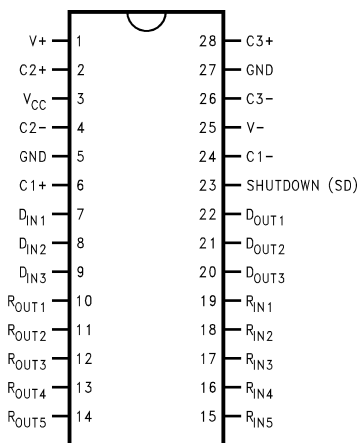 V+ 1 28 C3+
C2+ 2 27 GND
VCC 3 26 C3-
C2- 4 25 V-
GND 5 24 C1-
C1+ 6 23 SHUTDOWN (SD)
DIN1 7 22 DOUT1
DIN2 8 21 DOUT2
DIN3 9 20 DOUT3
ROUT1 10 19 RIN1
ROUT2 11 18 RIN2
ROUT3 12 17 RIN3
ROUT4 13 16 RIN4
ROUT5 14 15 RIN5